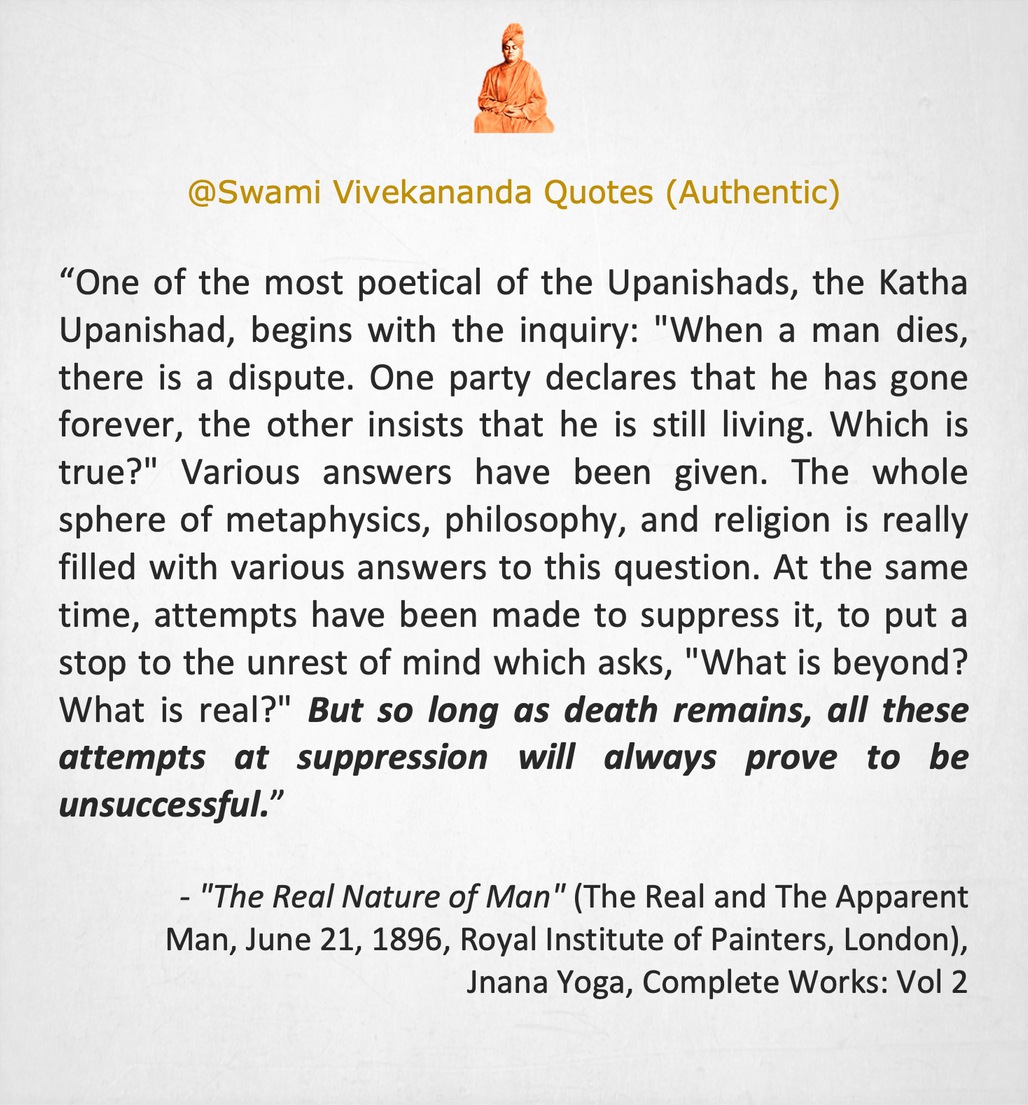 @Swami Vivekananda Quotes (Authentic)
“One of the most poetical of the Upanishads, the Katha
Upanishad, begins with the inquiry: "When a man dies,
there is a dispute. One party declares that he has gone
forever, the other insists that he is still living. Which is
true?" Various answers have been given. The whole
sphere of metaphysics, philosophy, and religion is really
filled with various answers to this question. At the same
time, attempts have been made to suppress it, to put a
stop to the unrest of mind which asks, "What is beyond?
What is real?" But so long as death remains, all these
attempts at suppression will always prove to be
unsuccessful.”
- "The Real Nature of Man" (The Real and The Apparent
Man, June 21, 1896, Royal Institute of Painters, London),
Jnana Yoga, Complete Works: Vol 2